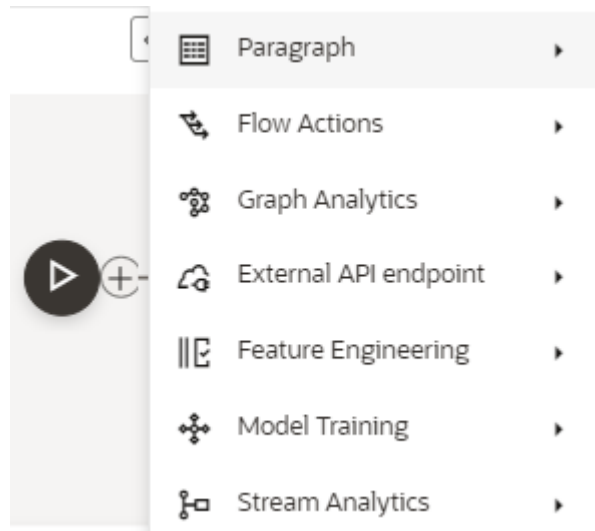 Paragraph
Flow Actions
Graph Analytics
External API endpoint
Feature Engineering
Model Training
Stream Analytics